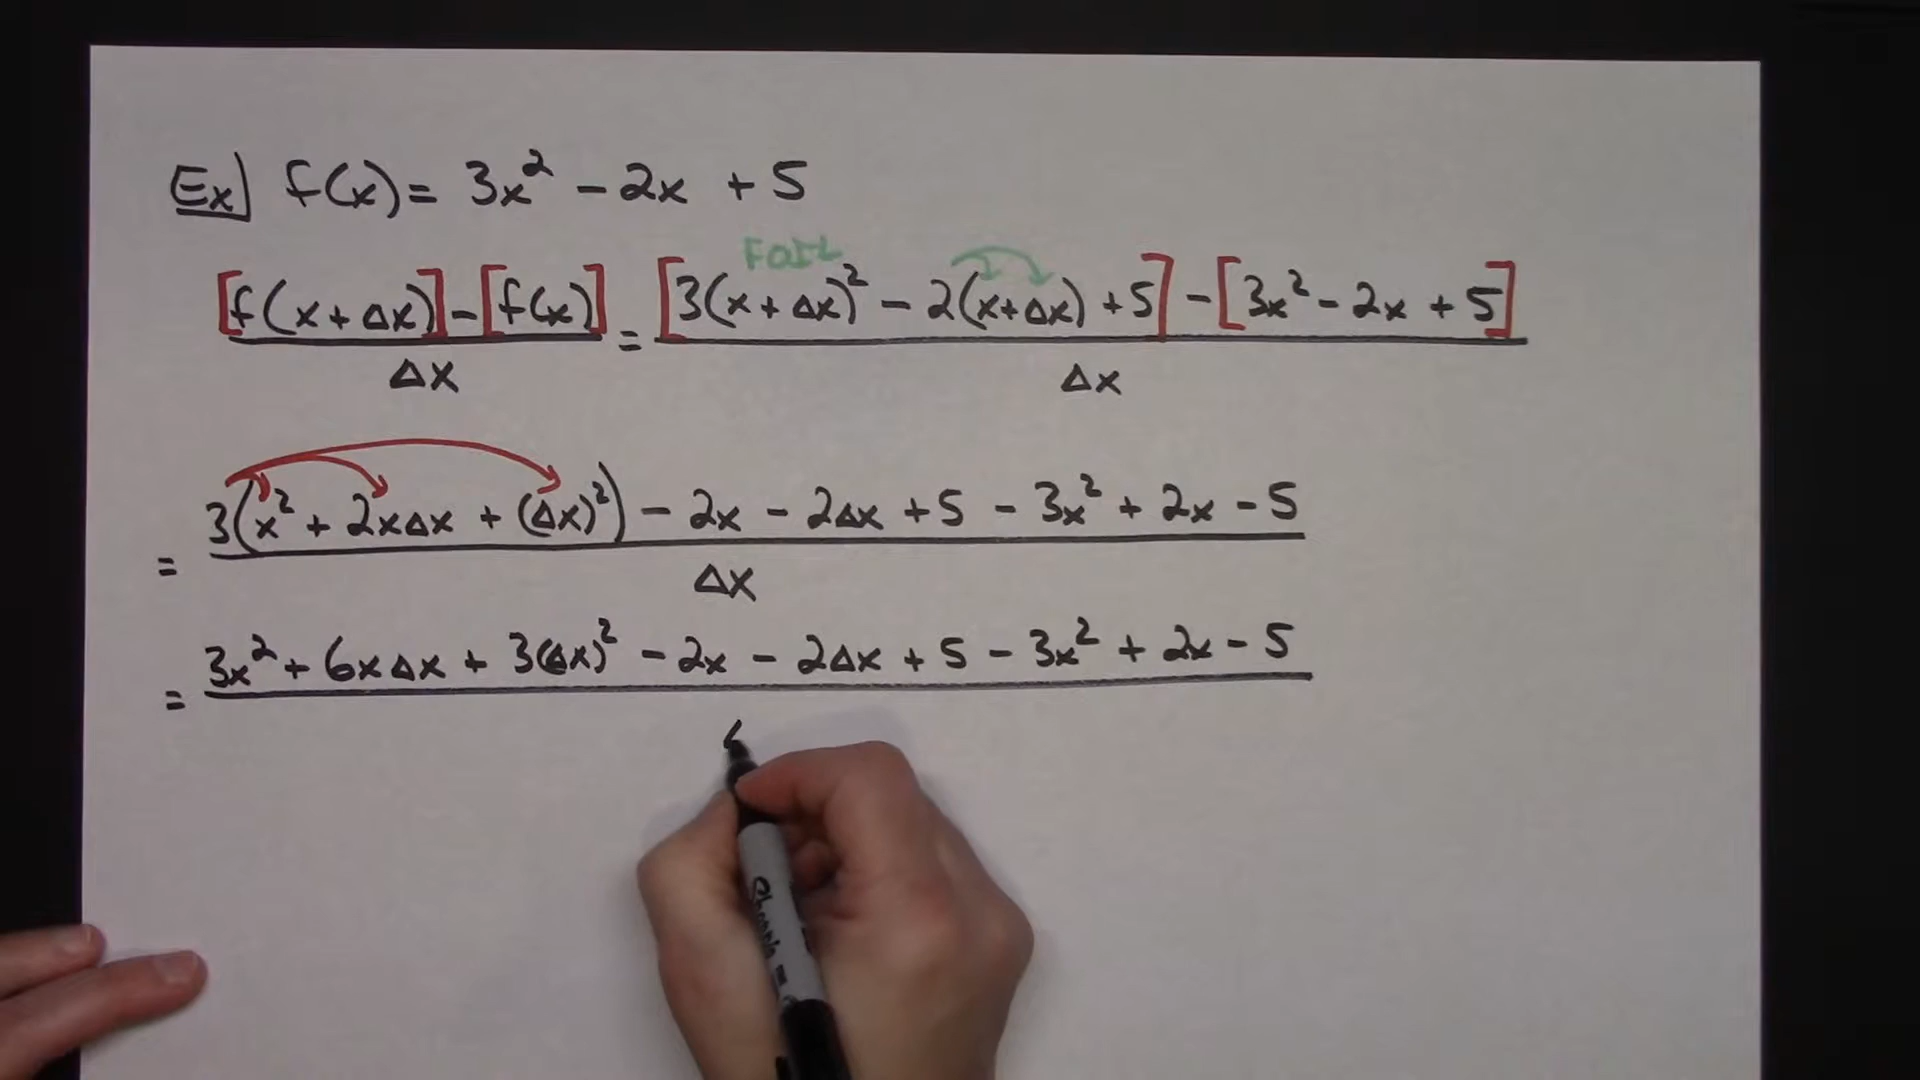 Ex] f(x) = 3x² - 2x + 5
FOIL
[f(x+Δx)] - [f(x)] = [3(x+Δx)² - 2(x+Δx) + 5] - [3x² - 2x + 5]
Δx Δx
= 3(x² + 2xΔx + (Δx)²) - 2x - 2Δx + 5 - 3x² + 2x - 5
Δx
= 3x² + 6xΔx + 3(Δx)² - 2x - 2Δx + 5 - 3x² + 2x - 5
Sharpie